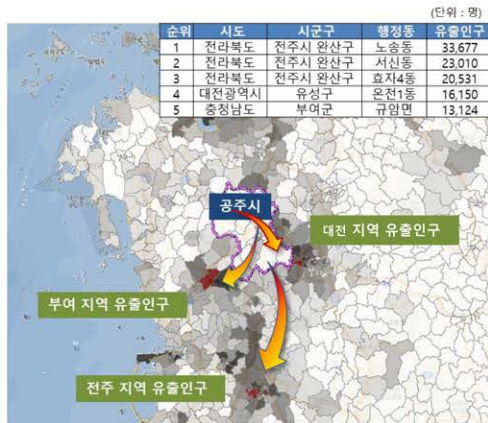 (단위 : 명)
순위 시도 시군구 행정동 유출인구
1 전라북도 전주시 완산구 노송동 33,677
2 전라북도 전주시 완산구 서신동 23,010
3 전라북도 전주시 완산구 효자4동 20,531
4 대전광역시 유성구 온천1동 16,150
5 충청남도 부여군 규암면 13,124
공주시
대전 지역 유출인구
부여 지역 유출인구
전주 지역 유출인구